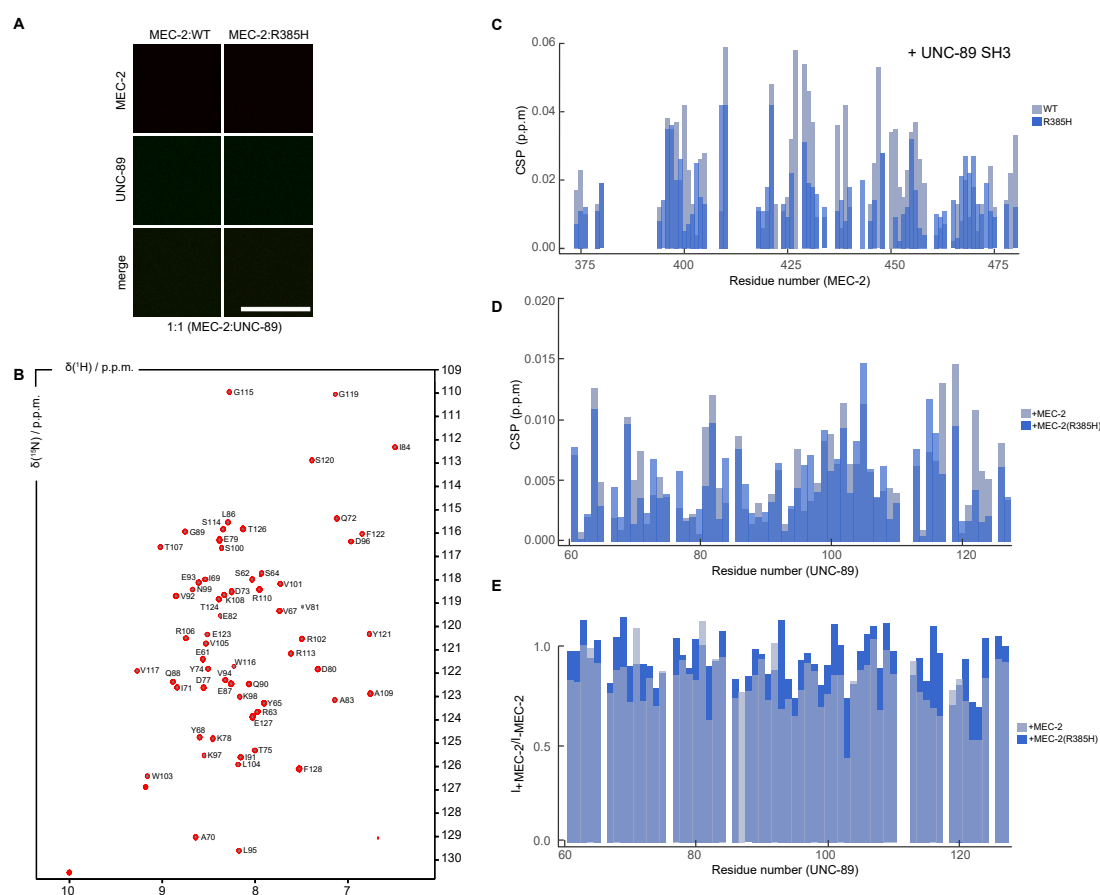 A
MEC-2:WT MEC-2:R385H
MEC-2
UNC-89
merge
1:1 (MEC-2:UNC-89)
B
δ(¹H) / p.p.m.
δ(¹⁵N) / p.p.m.
109
110
111
112
113
115
116
117
118
119
120
121
122
123
124
125
126
127
129
130
10 9 8 7
G115
G119
I84
S120
L86
Q72
S114
T126
G89
E79
F122
T107
S100
D96
E93
I69
S62
S64
N99
D73
V101
V92
K108
R110
T124
V81
E82
V67
R106
E123
Y121
V105
R102
E61
R113
V117
Y74
W116
D80
Q88
D77
V94
Q90
I71
E87
K98
A83
A109
Y65
R63
E127
Y68
K78
K97
T75
I91
L104
F128
W103
A70
L95
C
+ UNC-89 SH3
CSP (p.p.m)
0.06
0.04
0.02
0.00
375 400 425 450 475
Residue number (MEC-2)
WT
R385H
D
CSP (p.p.m)
0.020
0.015
0.010
0.005
0.000
60 80 100 120
Residue number (UNC-89)
+MEC-2
+MEC-2(R385H)
E
I+MEC-2/I-MEC-2
1.0
0.5
0.0
60 80 100 120
Residue number (UNC-89)
+MEC-2
+MEC-2(R385H)